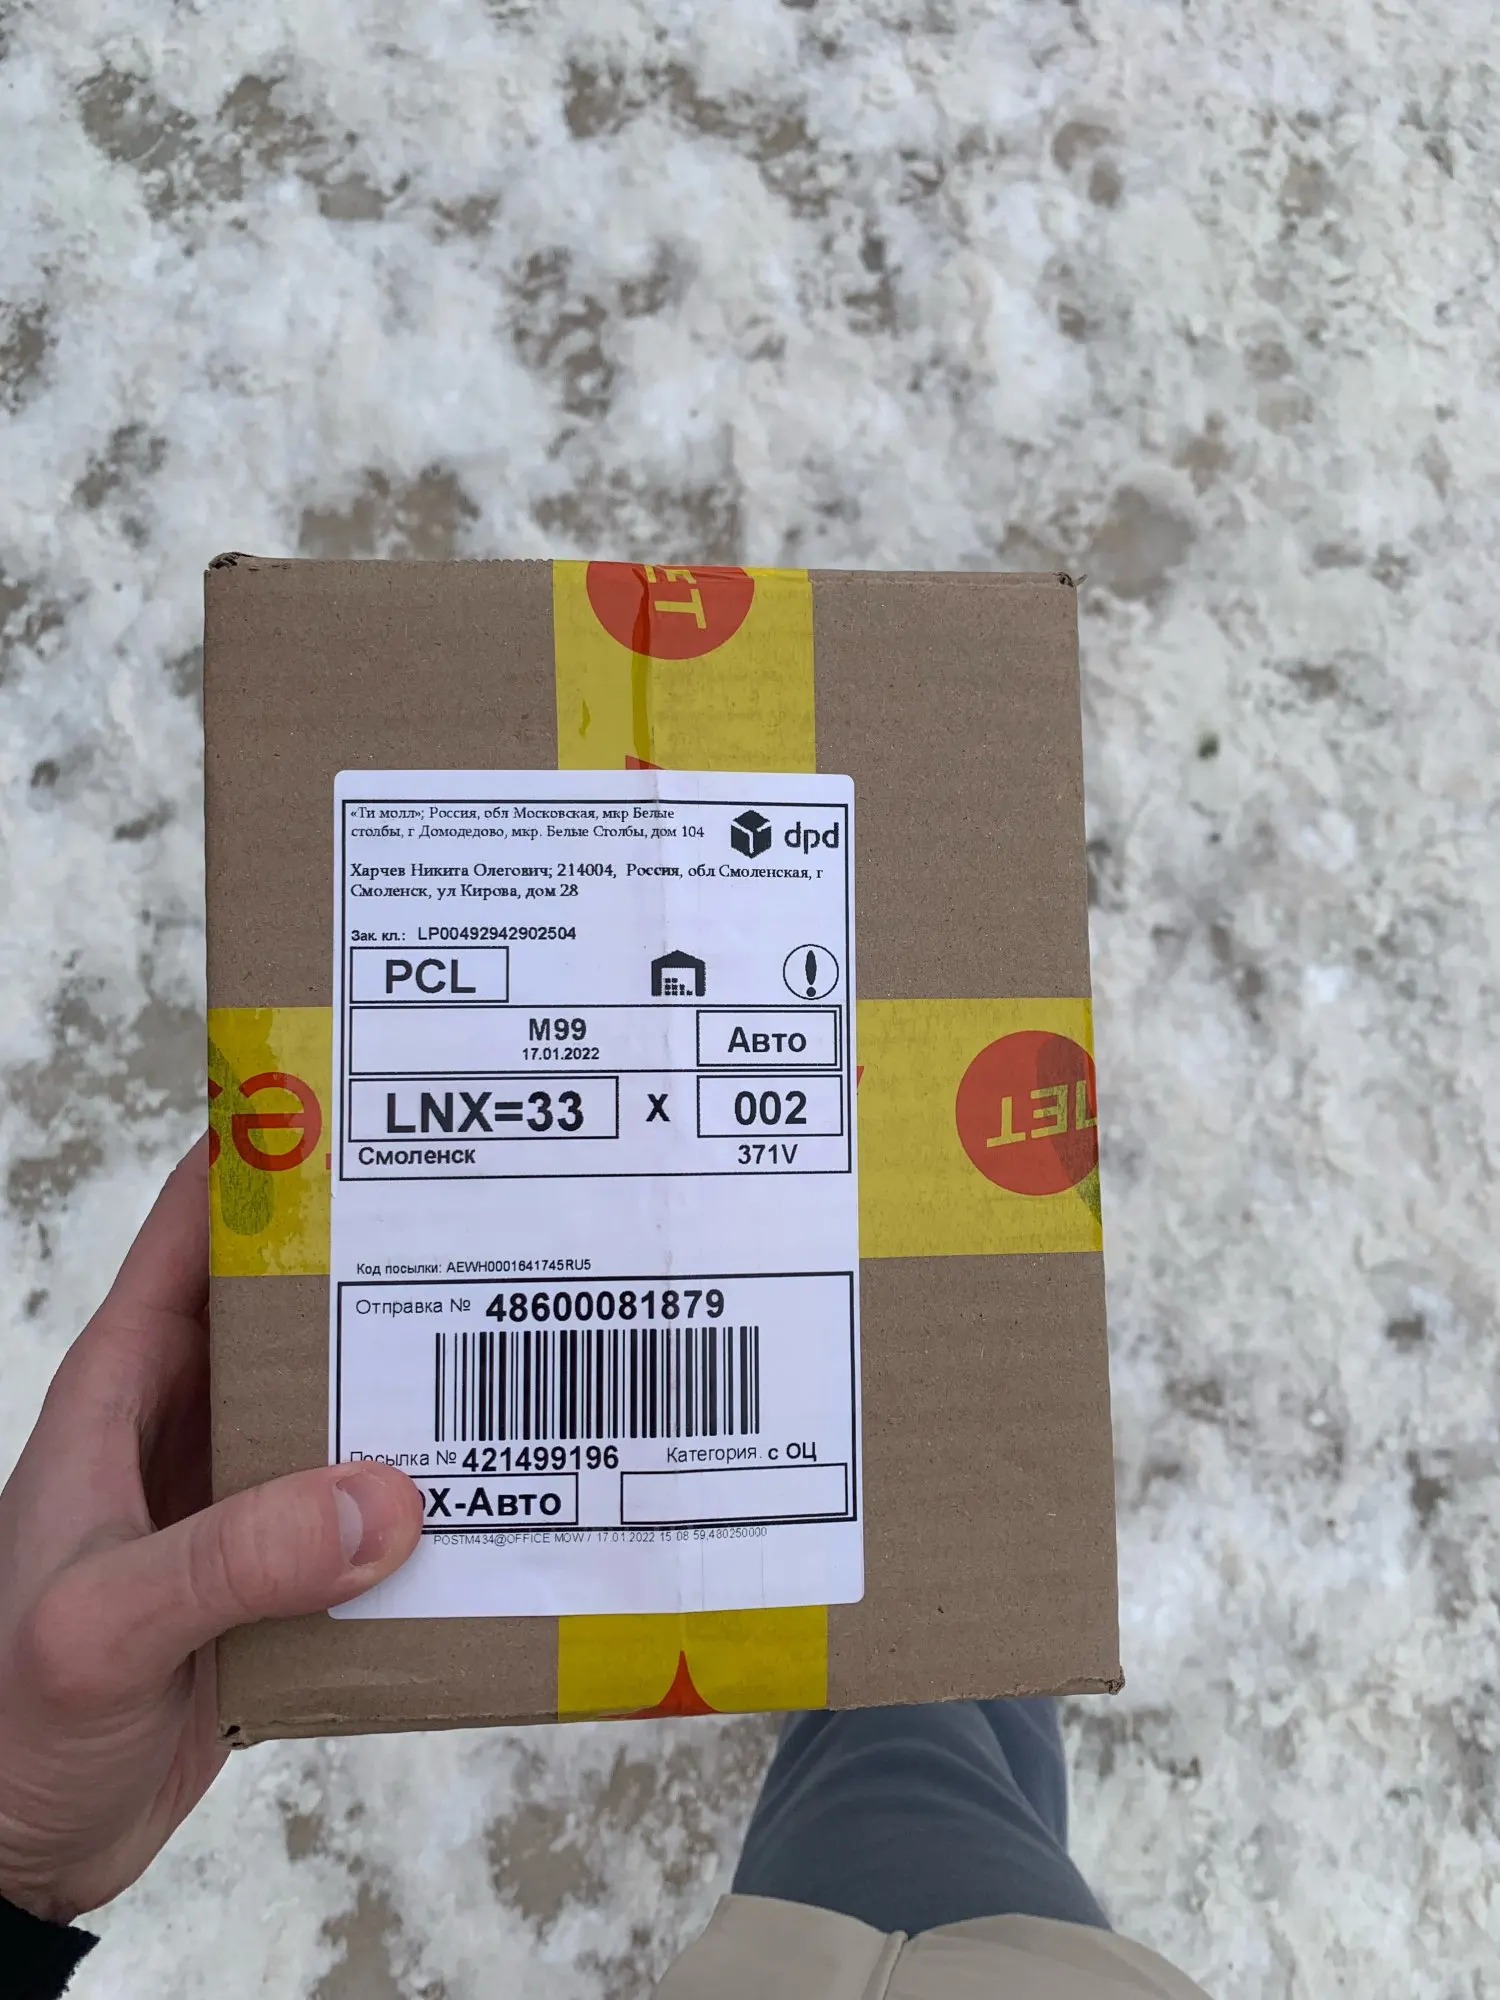 ЛЕТ
«Ти молл»; Россия, обл Московская, мкр Белые
столбы, г Домодедово, мкр. Белые Столбы, дом 104
dpd
Харчев Никита Олегович; 214004, Россия, обл Смоленская, г
Смоленск, ул Кирова, дом 28
Зак. кл.: LP00492942902504
PCL
М99
17.01.2022
Авто
LNX=33 X 002
Смоленск 371V
ЛЕТ
Код посылки: AEWH0001641745RU5
Отправка № 48600081879
Посылка № 421499196 Категория. с ОЦ
X-Авто
POSTM434@OFFICE MOW / 17.01.2022 15 08 59,480250000